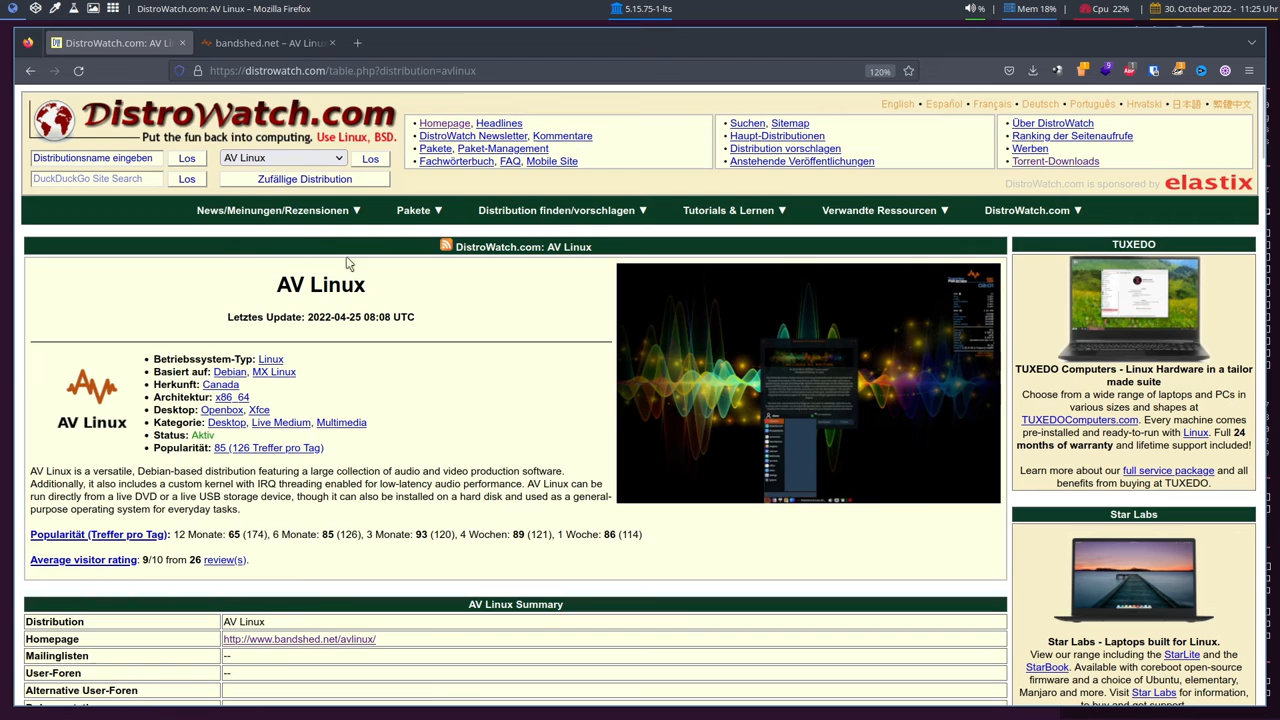 DistroWatch.com: AV Linux — Mozilla Firefox
5.15.75-1-lts
%
Mem 18%
Cpu 22%
30. October 2022 - 11:25 Uhr
DistroWatch.com: AV Li
bandshed.net – AV Linux
https://distrowatch.com/table.php?distribution=avlinux
120%
English • Español • Français • Deutsch • Português • Hrvatski • 日本語 • 繁體中文
DistroWatch.com
Put the fun back into computing. Use Linux, BSD.
Distributionsname eingeben Los AV Linux Los
DuckDuckGo Site Search Los Zufällige Distribution
• Homepage, Headlines
• DistroWatch Newsletter, Kommentare
• Pakete, Paket-Management
• Fachwörterbuch, FAQ, Mobile Site
• Suchen, Sitemap
• Haupt-Distributionen
• Distribution vorschlagen
• Anstehende Veröffentlichungen
• Über DistroWatch
• Ranking der Seitenaufrufe
• Werben
• Torrent-Downloads
DistroWatch.com is sponsored by elastix
News/Meinungen/Rezensionen ▼ Pakete ▼ Distribution finden/vorschlagen ▼ Tutorials & Lernen ▼ Verwandte Ressourcen ▼ DistroWatch.com ▼
DistroWatch.com: AV Linux
AV Linux
Letztes Update: 2022-04-25 08:08 UTC
AV Linux
• Betriebssystem-Typ: Linux
• Basiert auf: Debian, MX Linux
• Herkunft: Canada
• Architektur: x86_64
• Desktop: Openbox, Xfce
• Kategorie: Desktop, Live Medium, Multimedia
• Status: Aktiv
• Popularität: 85 (126 Treffer pro Tag)
AV Linux is a versatile, Debian-based distribution featuring a large collection of audio and video production software.
Additionally, it also includes a custom kernel with IRQ threading enabled for low-latency audio performance. AV Linux can be
run directly from a live DVD or a live USB storage device, though it can also be installed on a hard disk and used as a general-
purpose operating system for everyday tasks.
Popularität (Treffer pro Tag): 12 Monate: 65 (174), 6 Monate: 85 (126), 3 Monate: 93 (120), 4 Wochen: 89 (121), 1 Woche: 86 (114)
Average visitor rating: 9/10 from 26 review(s).
AV Linux Summary
Distribution AV Linux
Homepage http://www.bandshed.net/avlinux/
Mailinglisten --
User-Foren --
Alternative User-Foren
TUXEDO
TUXEDO Computers - Linux Hardware in a tailor
made suite
Choose from a wide range of laptops and PCs in
various sizes and shapes at
TUXEDOComputers.com. Every machine comes
pre-installed and ready-to-run with Linux. Full 24
months of warranty and lifetime support included!
Learn more about our full service package and all
benefits from buying at TUXEDO.
Star Labs
Star Labs - Laptops built for Linux.
View our range including the StarLite and the
StarBook. Available with coreboot open-source
firmware and a choice of Ubuntu, elementary,
Manjaro and more. Visit Star Labs for information,
to buy and get support.